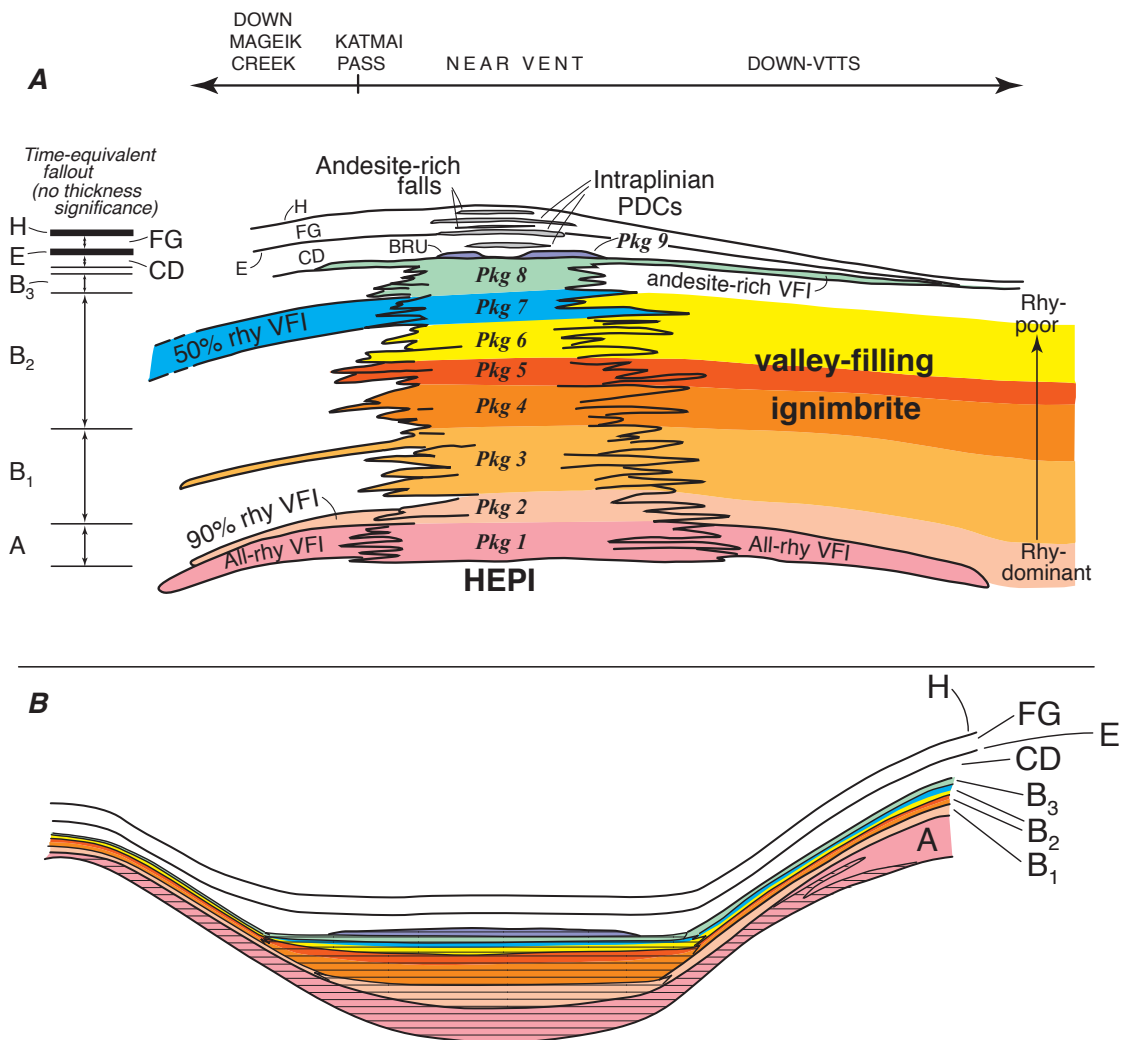 DOWN
MAGEIK
CREEK
KATMAI
PASS
NEAR VENT
DOWN-VTTS
A
Time-equivalent
fallout
(no thickness
significance)
H
FG
E
CD
B3
B2
B1
A
Andesite-rich
falls
Intraplinian
PDCs
H
FG
E
CD
BRU
Pkg 9
Pkg 8
andesite-rich VFI
Pkg 7
50% rhy VFI
Pkg 6
Pkg 5
Pkg 4
Pkg 3
Pkg 2
90% rhy VFI
Pkg 1
All-rhy VFI
All-rhy VFI
HEPI
valley-filling
ignimbrite
Rhy-
poor
Rhy-
dominant
B
H
FG
E
CD
B3
B2
A
B1